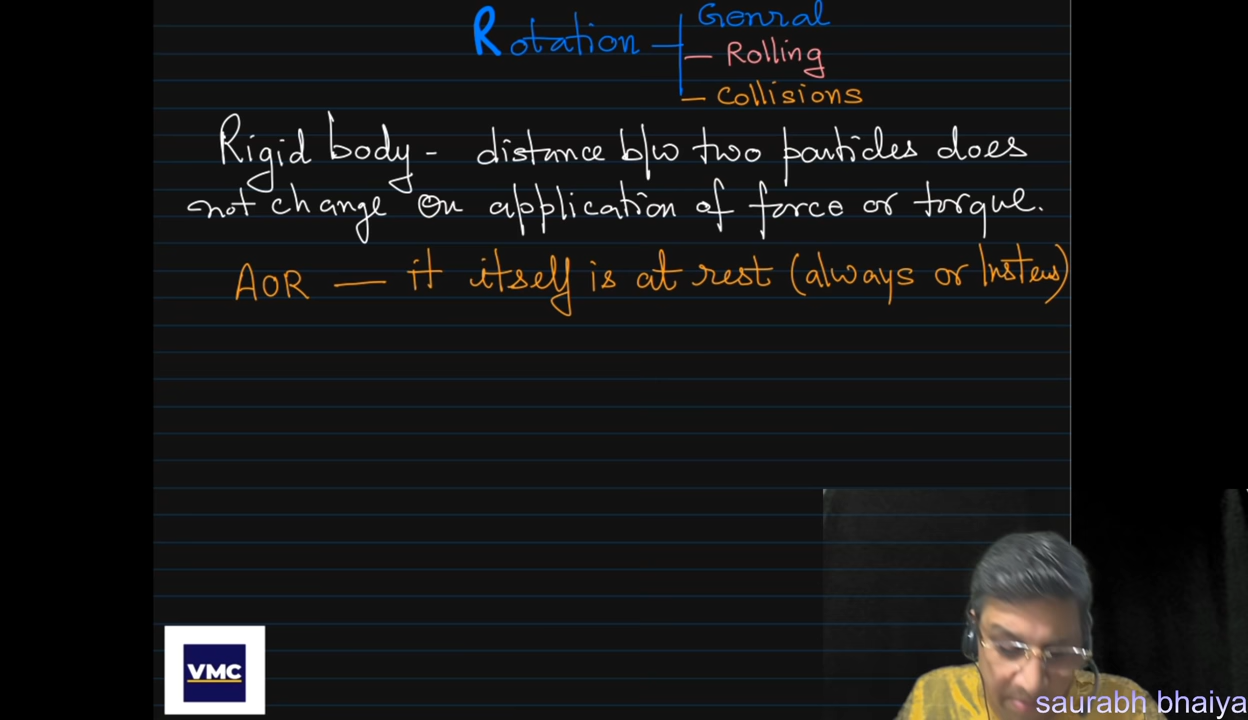 Rotation
Genral
— Rolling
— Collisions
Rigid body - distance b/w two particles does
not change on application of force or torque.
AOR — it itself is at rest (always or
VMC
saurabh bhaiya